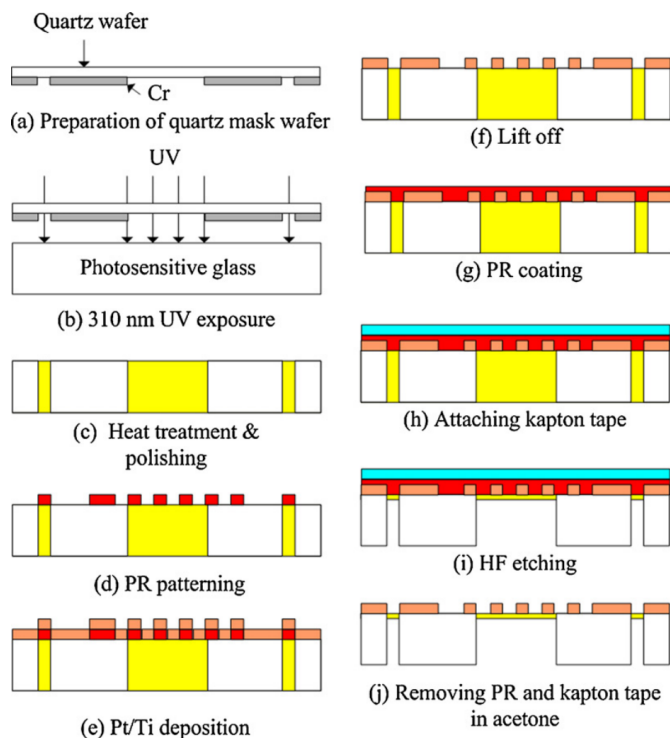 Quartz wafer
Cr
(a) Preparation of quartz mask wafer
UV
Photosensitive glass
(b) 310 nm UV exposure
(c) Heat treatment &
polishing
(d) PR patterning
(e) Pt/Ti deposition
(f) Lift off
(g) PR coating
(h) Attaching kapton tape
(i) HF etching
(j) Removing PR and kapton tape
in acetone